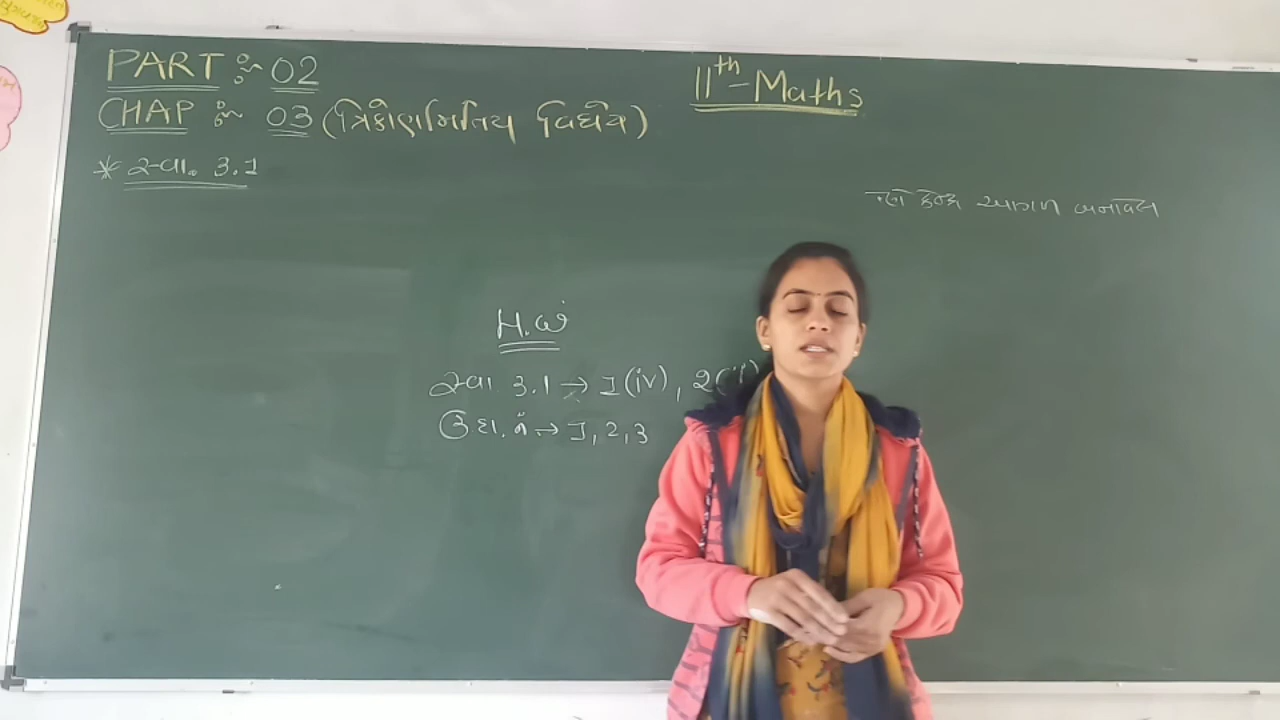 PART : 02
CHAP : 03 (ત્રિકોણમિતિય વિધેય)
* સ્વા. 3.1
11th - Maths
H.W
સ્વા. 3.1 → 1(iv), 2(
ઉદા. નં → 1, 2, 3